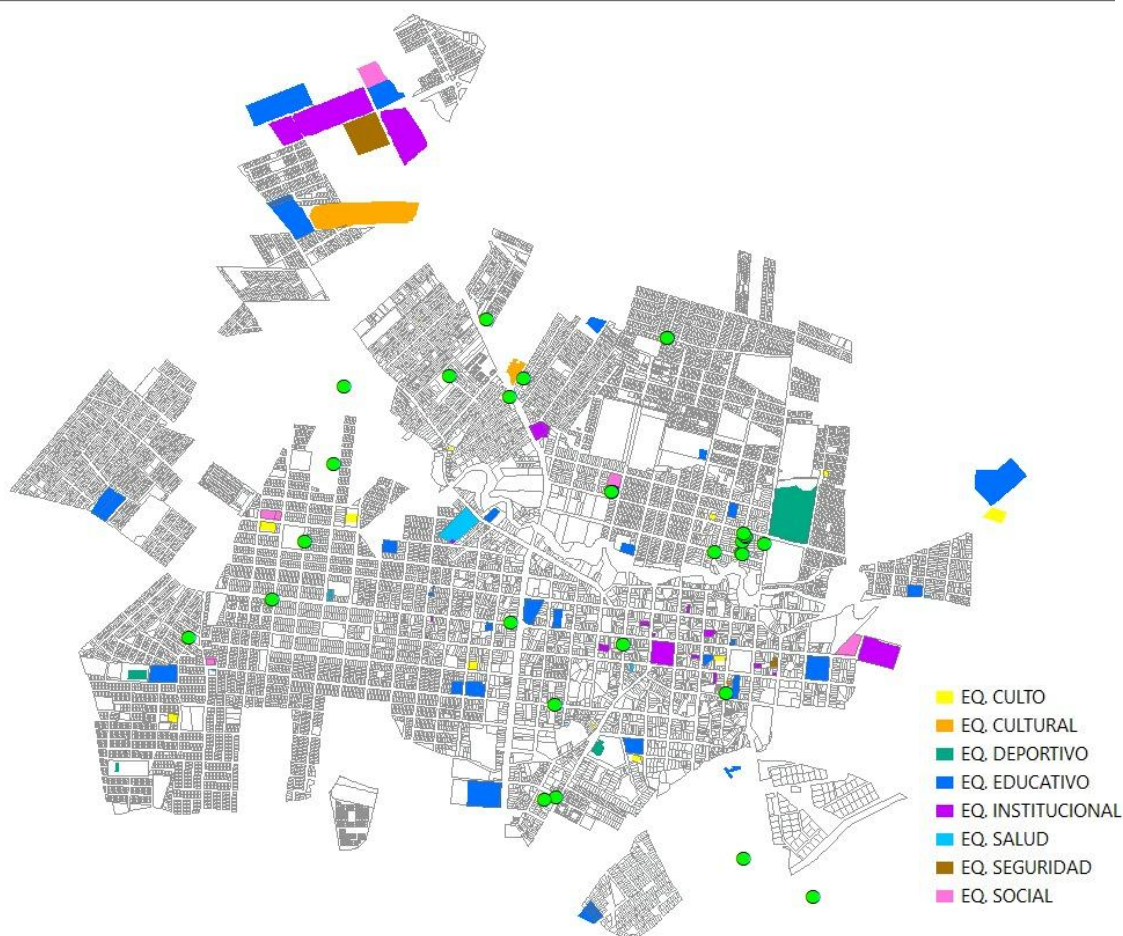 EQ. CULTO
EQ. CULTURAL
EQ. DEPORTIVO
EQ. EDUCATIVO
EQ. INSTITUCIONAL
EQ. SALUD
EQ. SEGURIDAD
EQ. SOCIAL